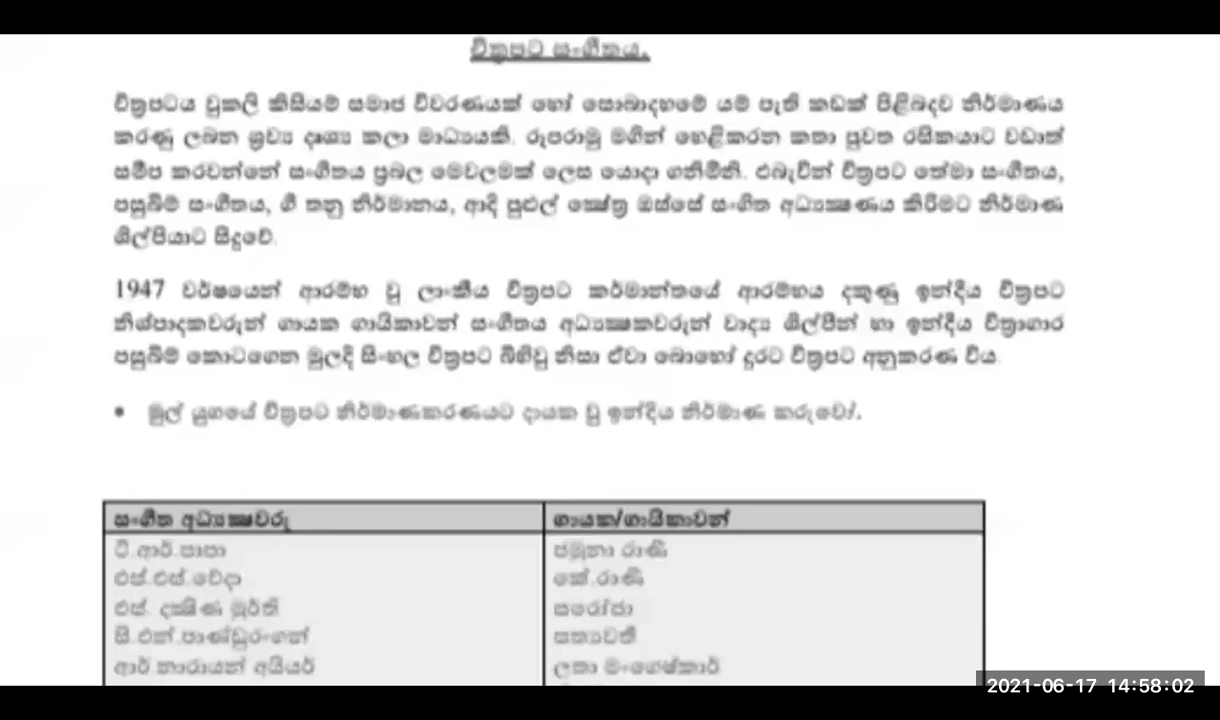 චිත්‍රපට සංගීතය.
චිත්‍රපටය වූකලි කිසියම් සමාජ විවරණයක් හෝ සොබාදහමේ යම් පැති කඩක් පිළිබදව නිර්මාණය
කරණු ලබන ශ්‍රව්‍ය දෘශ්‍ය කලා මාධ්‍යයකි. රූපරාමු මගින් හෙළිකරන කතා පුවත රසිකයාට වඩාත්
සමීප කරවන්නේ සංගීතය ප්‍රබල මෙවලමක් ලෙස යොදා ගනිමිනි. එබැවින් චිත්‍රපට තේමා සංගීතය,
පසුබිම් සංගීතය, ගී තනු නිර්මානය, ආදි පුළුල් ක්ෂේත්‍ර ඔස්සේ සංගීත අධ්‍යක්ෂණය කිරීමට නිර්මාණ
ශිල්පියාට සිදුවේ.
1947 වර්ෂයෙන් ආරම්භ වූ ලාංකීය චිත්‍රපට කර්මාන්තයේ ආරම්භය දකුණු ඉන්දීය චිත්‍රපට
නිශ්පාදකවරුන් ගායක ගායිකාවන් සංගීතය අධ්‍යක්ෂකවරුන් වාද්‍ය ශිල්පීන් හා ඉන්දීය චිත්‍රාගාර
පසුබිම් කොටගෙන මුලදි සිංහල චිත්‍රපට බිහිවූ නිසා ඒවා බොහෝ දුරට චිත්‍රපට අනුකරණ විය.
• මුල් යුගයේ චිත්‍රපට නිර්මාණකරණයට දායක වූ ඉන්දිය නිර්මාණ කරුවෝ.
සංගීත අධ්‍යක්ෂවරු
ගායක/ගායිකාවන්
ටී.ආර්.පාපා
ජමුනා රාණි
එස්.එස්.වේදා
කේ.රාණි
එස්. දක්ෂිණ මූර්ති
සරෝජා
සී.එන්.පාණ්ඩුරංගන්
සත්‍යවතී
ආර්.නාරායන් අයියර්
ලතා මංගෙෂ්කාර්
2021-06-17 14:58:02